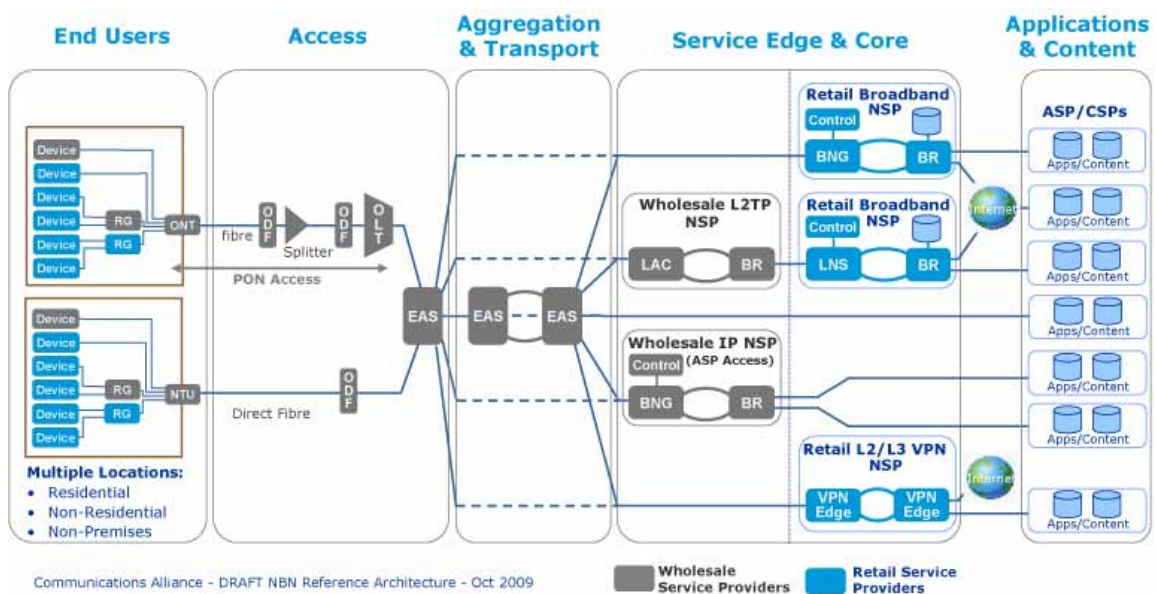 End Users
Access
Aggregation
& Transport
Service Edge & Core
Applications
& Content
Device
Device
Device
Device
Device
Device
RG
RG
ONT
fibre
ODF
Splitter
ODF
OLT
PON Access
Device
Device
Device
Device
Device
Device
RG
RG
NTU
Direct Fibre
ODF
Multiple Locations:
• Residential
• Non-Residential
• Non-Premises
EAS
EAS
EAS
Retail Broadband
NSP
Control
BNG
BR
Wholesale L2TP
NSP
LAC
BR
Retail Broadband
NSP
Control
LNS
BR
Internet
Wholesale IP NSP
(ASP Access)
Control
BNG
BR
Retail L2/L3 VPN
NSP
VPN
Edge
VPN
Edge
Internet
ASP/CSPs
Apps/Content
Apps/Content
Apps/Content
Apps/Content
Apps/Content
Apps/Content
Apps/Content
Communications Alliance - DRAFT NBN Reference Architecture - Oct 2009
Wholesale
Service Providers
Retail Service
Providers